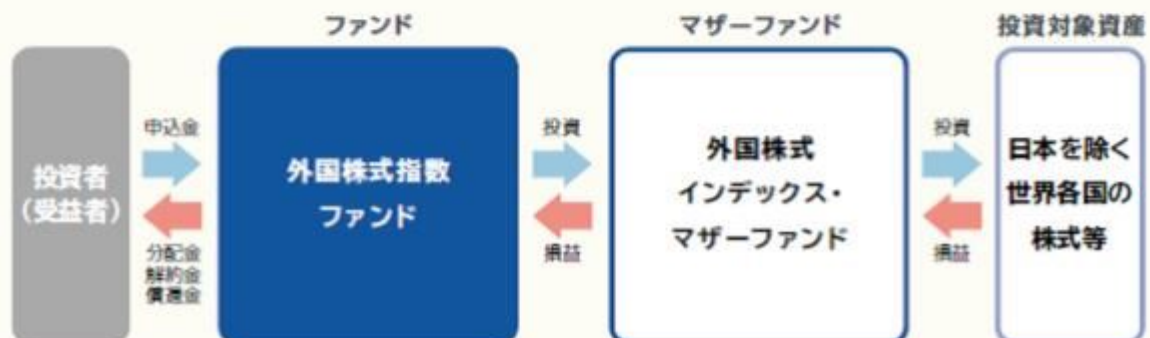 ファンド
マザーファンド
投資対象資産
投資者
(受益者)
申込金
分配金
解約金
償還金
外国株式指数
ファンド
投資
損益
外国株式
インデックス・
マザーファンド
投資
損益
日本を除く
世界各国の
株式等